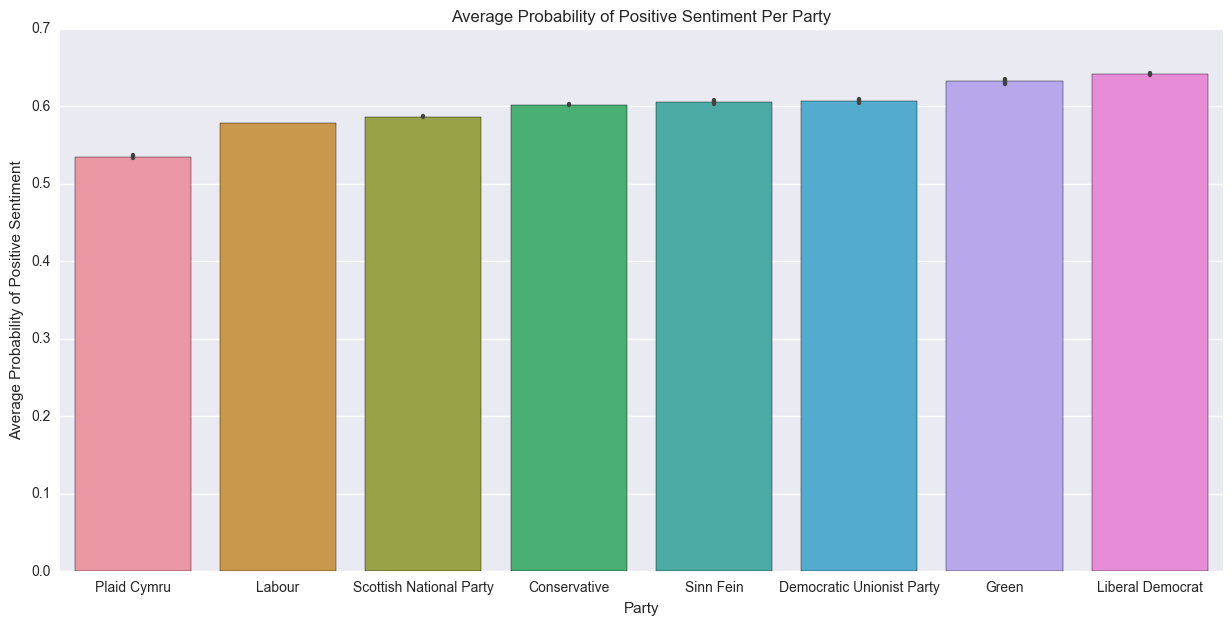 Average Probability of Positive Sentiment Per Party
0.7
0.6
0.5
0.4
0.3
0.2
0.1
0.0
Average Probability of Positive Sentiment
Plaid Cymru
Labour
Scottish National Party
Conservative
Sinn Fein
Democratic Unionist Party
Green
Liberal Democrat
Party